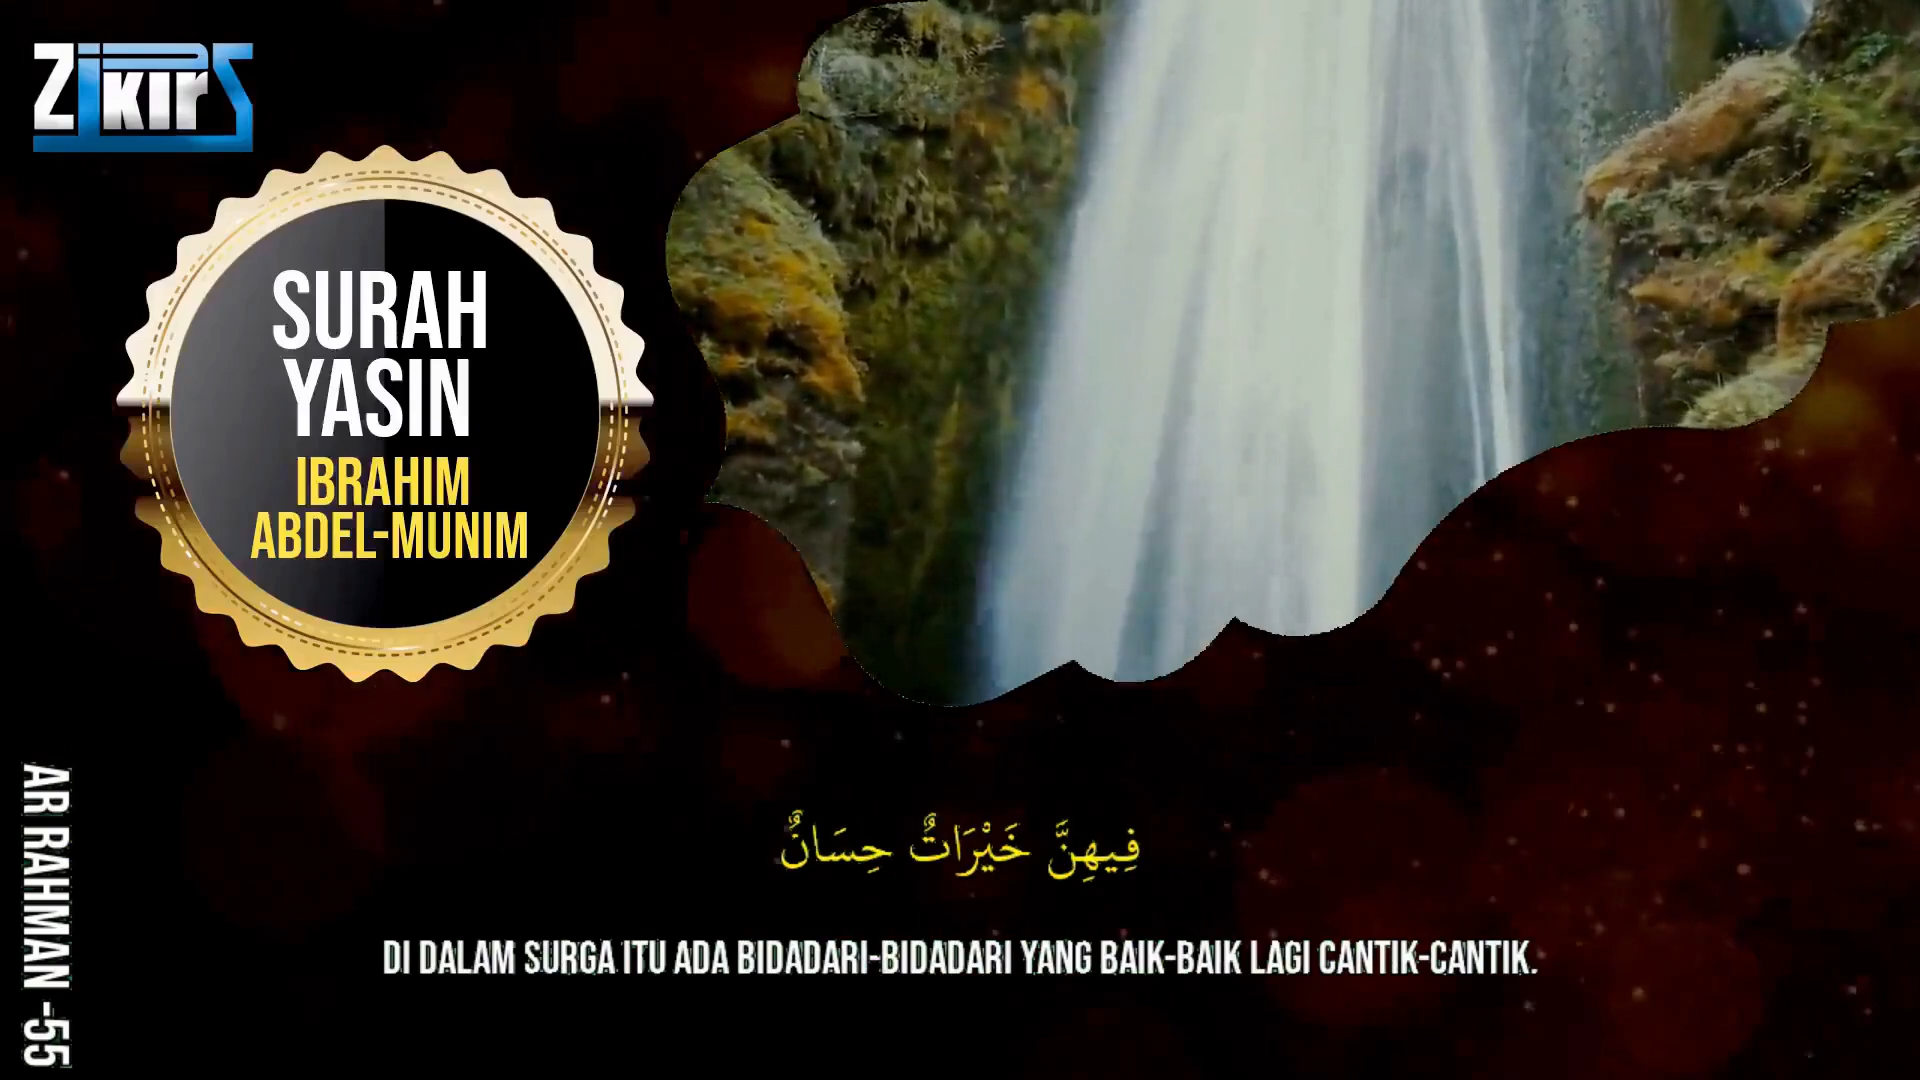 Zikir
SURAH
YASIN
IBRAHIM
ABDEL-MUNIM
فِيهِنَّ خَيْرَاتٌ حِسَانٌ
DI DALAM SURGA ITU ADA BIDADARI-BIDADARI YANG BAIK-BAIK LAGI CANTIK-CANTIK.
AR RAHMAN -55